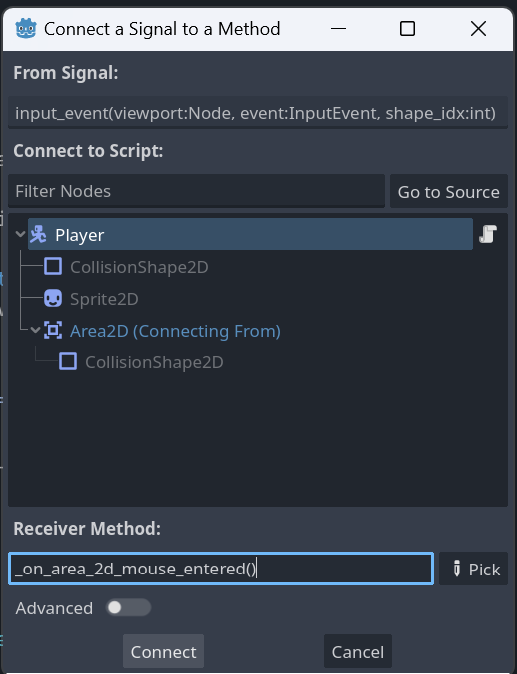 Connect a Signal to a Method
From Signal:
input_event(viewport:Node, event:InputEvent, shape_idx:int)
Connect to Script:
Filter Nodes
Go to Source
Player
CollisionShape2D
Sprite2D
Area2D (Connecting From)
CollisionShape2D
Receiver Method:
_on_area_2d_mouse_entered()
Pick
Advanced
Connect
Cancel